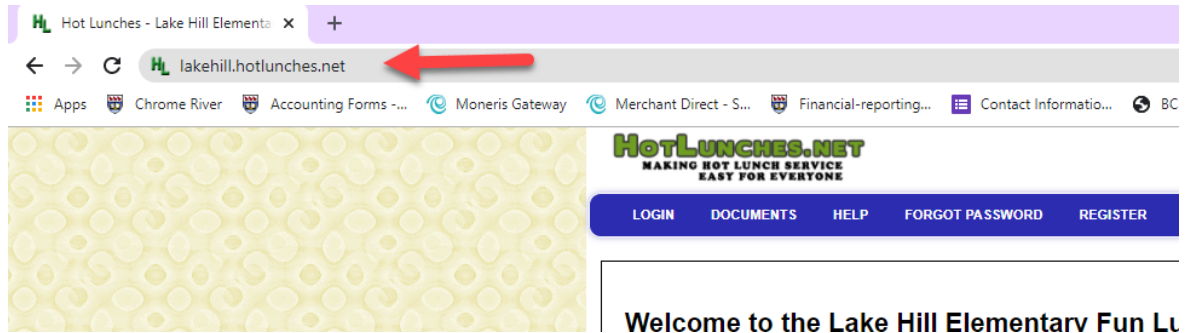 HL Hot Lunches - Lake Hill Elementa
HL lakehill.hotlunches.net
Apps Chrome River Accounting Forms -... Moneris Gateway Merchant Direct - S... Financial-reporting... Contact Informatio... BC
HOTLUNCHES.NET
MAKING HOT LUNCH SERVICE
EASY FOR EVERYONE
LOGIN DOCUMENTS HELP FORGOT PASSWORD REGISTER
Welcome to the Lake Hill Elementary Fun Lu